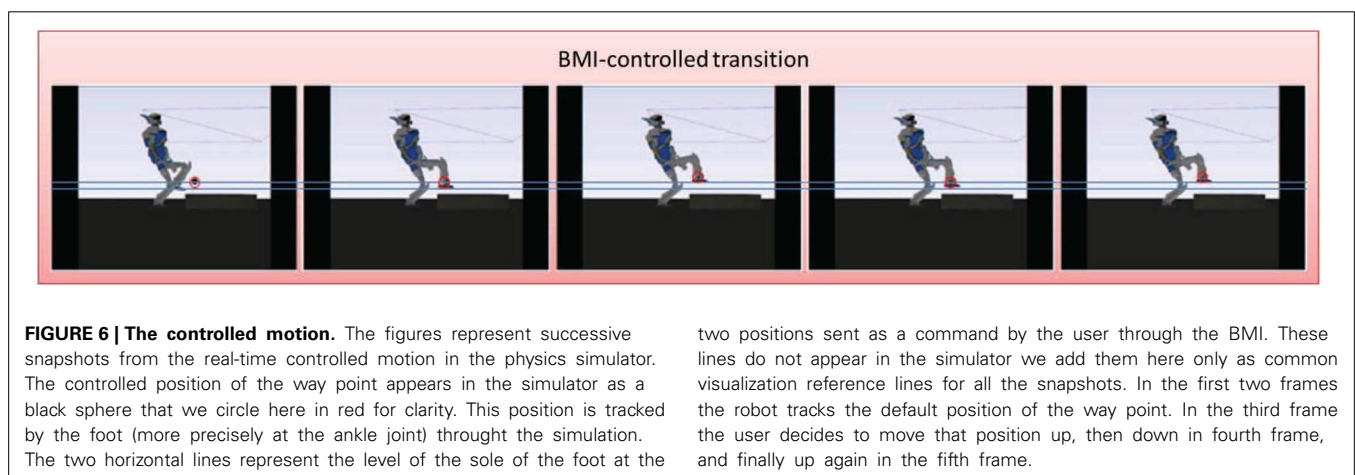 BMI-controlled transition
FIGURE 6 | The controlled motion. The figures represent successive
snapshots from the real-time controlled motion in the physics simulator.
The controlled position of the way point appears in the simulator as a
black sphere that we circle here in red for clarity. This position is tracked
by the foot (more precisely at the ankle joint) throught the simulation.
The two horizontal lines represent the level of the sole of the foot at the
two positions sent as a command by the user through the BMI. These
lines do not appear in the simulator we add them here only as common
visualization reference lines for all the snapshots. In the first two frames
the robot tracks the default position of the way point. In the third frame
the user decides to move that position up, then down in fourth frame,
and finally up again in the fifth frame.